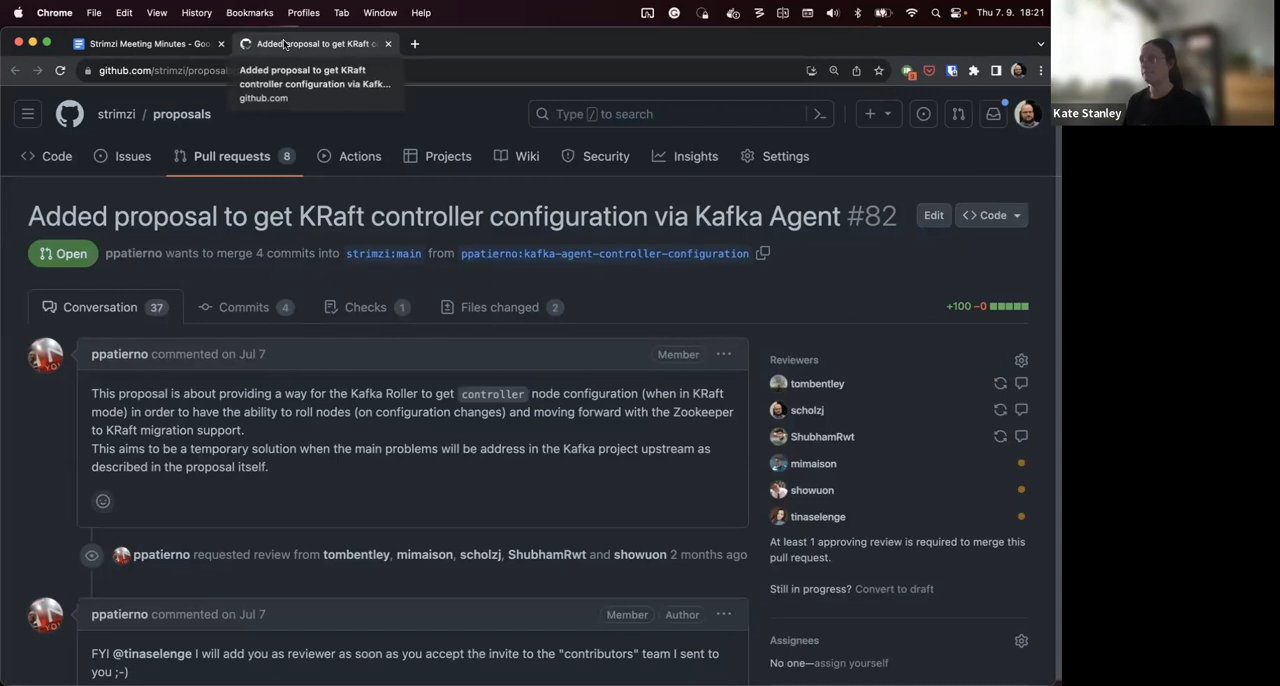 Chrome File Edit View History Bookmarks Profiles Tab Window Help Thu 7. 9. 18:21
Strimzi Meeting Minutes - Goo
Added proposal to get KRaft c
github.com/strimzi/proposals
Added proposal to get KRaft
controller configuration via Kafk...
github.com
strimzi / proposals
Type / to search
Kate Stanley
Code Issues Pull requests 8 Actions Projects Wiki Security Insights Settings
Added proposal to get KRaft controller configuration via Kafka Agent #82
Edit <> Code
Open ppatierno wants to merge 4 commits into strimzi:main from ppatierno:kafka-agent-controller-configuration
Conversation 37 Commits 4 Checks 1 Files changed 2
+100 −0
ppatierno commented on Jul 7
Member
This proposal is about providing a way for the Kafka Roller to get controller node configuration (when in KRaft
mode) in order to have the ability to roll nodes (on configuration changes) and moving forward with the Zookeeper
to KRaft migration support.
This aims to be a temporary solution when the main problems will be address in the Kafka project upstream as
described in the proposal itself.
ppatierno requested review from tombentley, mimaison, scholzj, ShubhamRwt and showuon 2 months ago
ppatierno commented on Jul 7
Member Author
FYI @tinaselenge I will add you as reviewer as soon as you accept the invite to the "contributors" team I sent to
you ;-)
Reviewers
tombentley
scholzj
ShubhamRwt
mimaison
showuon
tinaselenge
At least 1 approving review is required to merge this
pull request.
Still in progress? Convert to draft
Assignees
No one—assign yourself